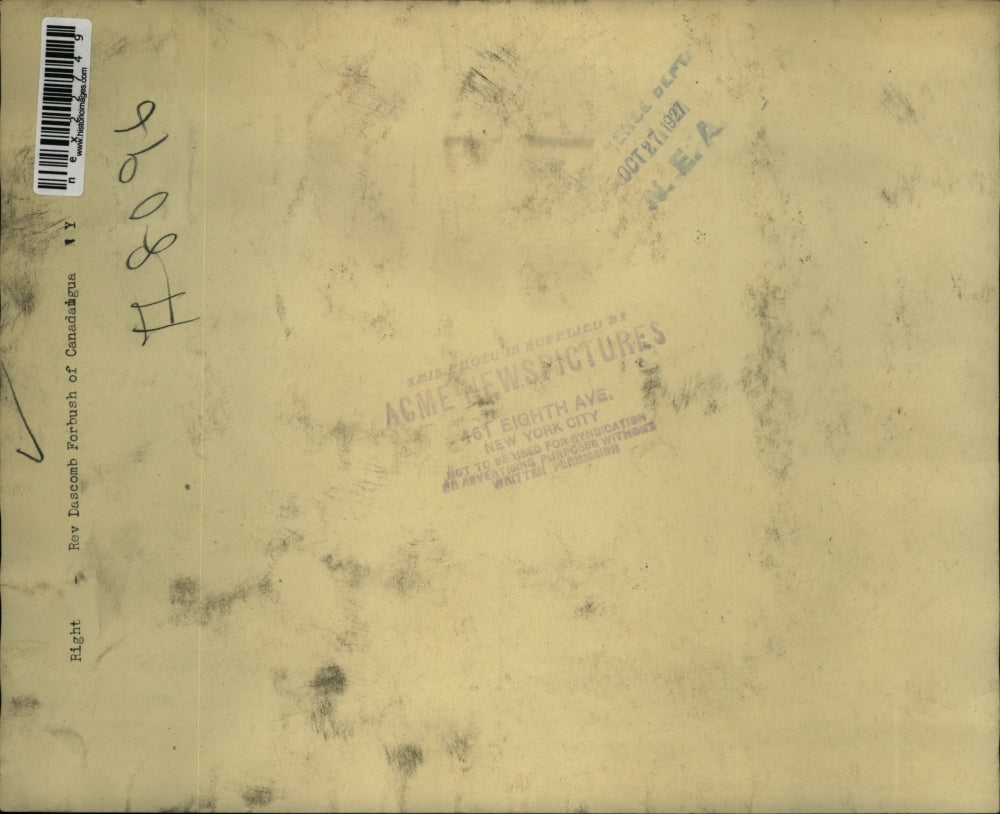 www.historicimages.com
nex22749
Right - Rev Dascomb Forbush of Canadaigua N Y
OCT 27 1927
N. E. A
THIS PHOTO IS SUPPLIED BY
ACME NEWSPICTURES
461 EIGHTH AVE,
NEW YORK CITY
NOT TO BE USED FOR SYNDICATION
OR ADVERTISING PURPOSES WITHOUT
WRITTEN PERMISSION